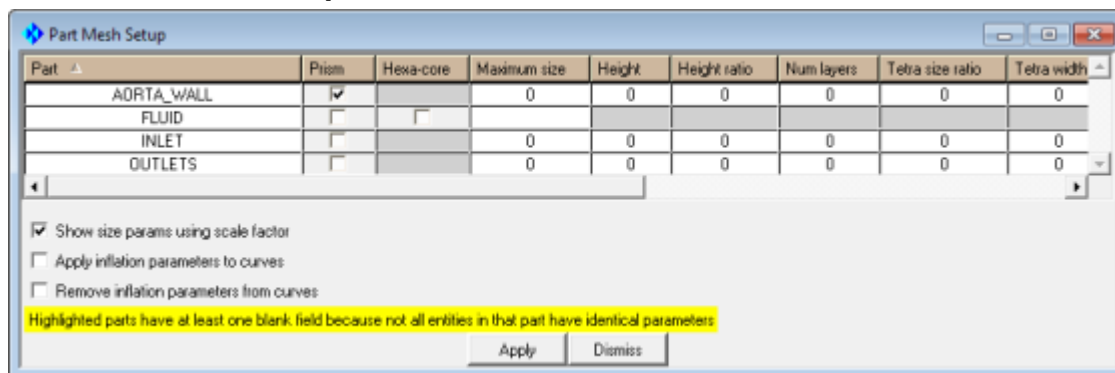 Part Mesh Setup
Part Prism Hexa-core Maximum size Height Height ratio Num layers Tetra size ratio Tetra width
AORTA_WALL 0 0 0 0 0 0
FLUID
INLET 0 0 0 0 0 0
OUTLETS 0 0 0 0 0 0
Show size params using scale factor
Apply inflation parameters to curves
Remove inflation parameters from curves
Highlighted parts have at least one blank field because not all entities in that part have identical parameters
Apply Dismiss